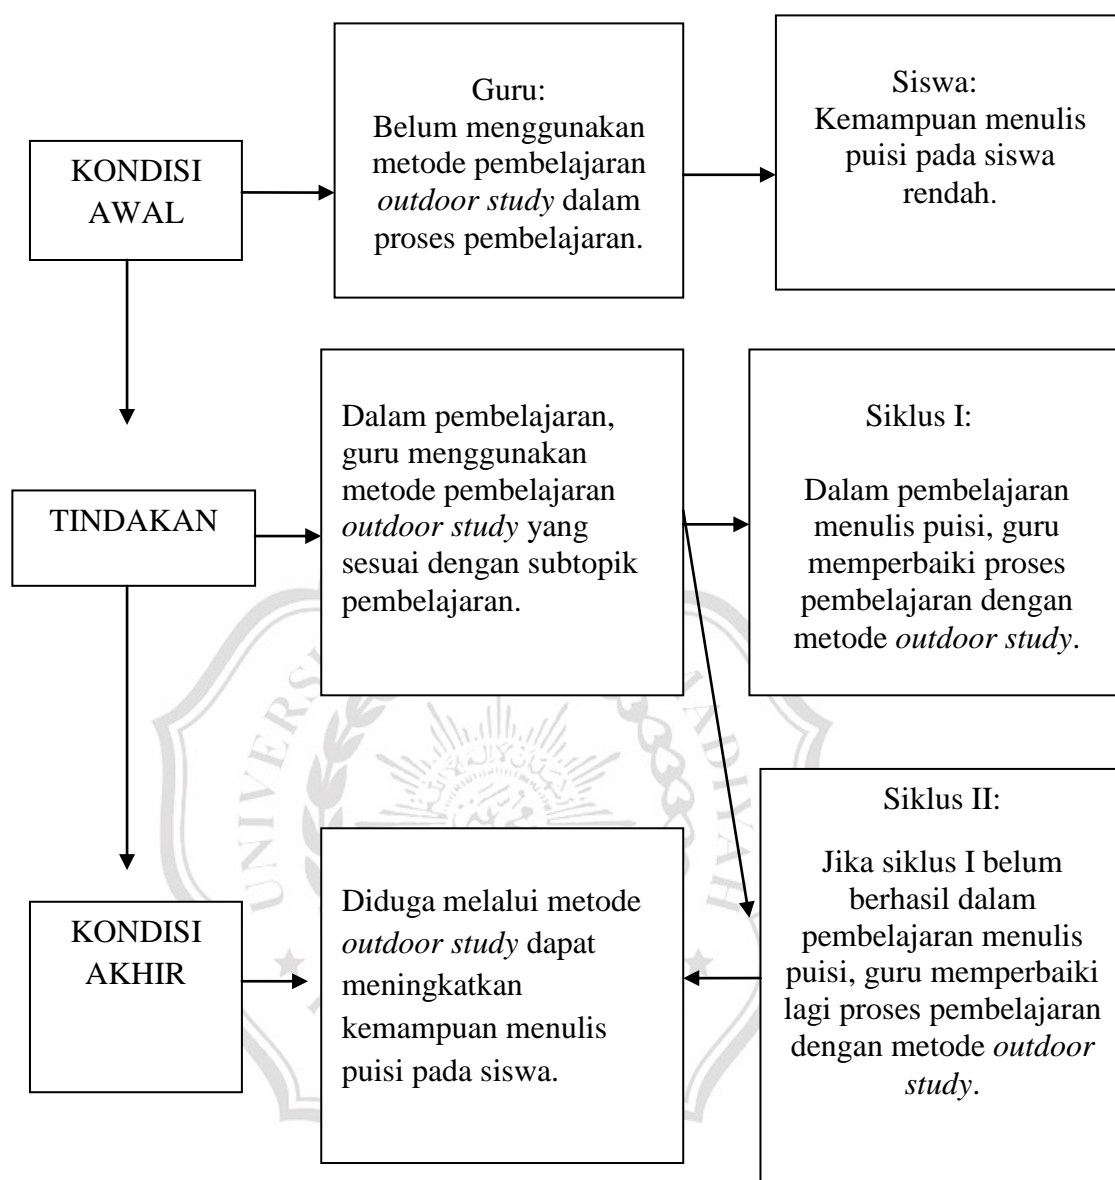 KONDISI
AWAL
Guru:
Belum menggunakan
metode pembelajaran
outdoor study dalam
proses pembelajaran.
Siswa:
Kemampuan menulis
puisi pada siswa
rendah.
TINDAKAN
Dalam pembelajaran,
guru menggunakan
metode pembelajaran
outdoor study yang
sesuai dengan subtopik
pembelajaran.
Siklus I:
Dalam pembelajaran
menulis puisi, guru
memperbaiki proses
pembelajaran dengan
metode outdoor study.
Siklus II:
Jika siklus I belum
berhasil dalam
pembelajaran menulis
puisi, guru memperbaiki
lagi proses pembelajaran
dengan metode outdoor
study.
KONDISI
AKHIR
Diduga melalui metode
outdoor study dapat
meningkatkan
kemampuan menulis
puisi pada siswa.